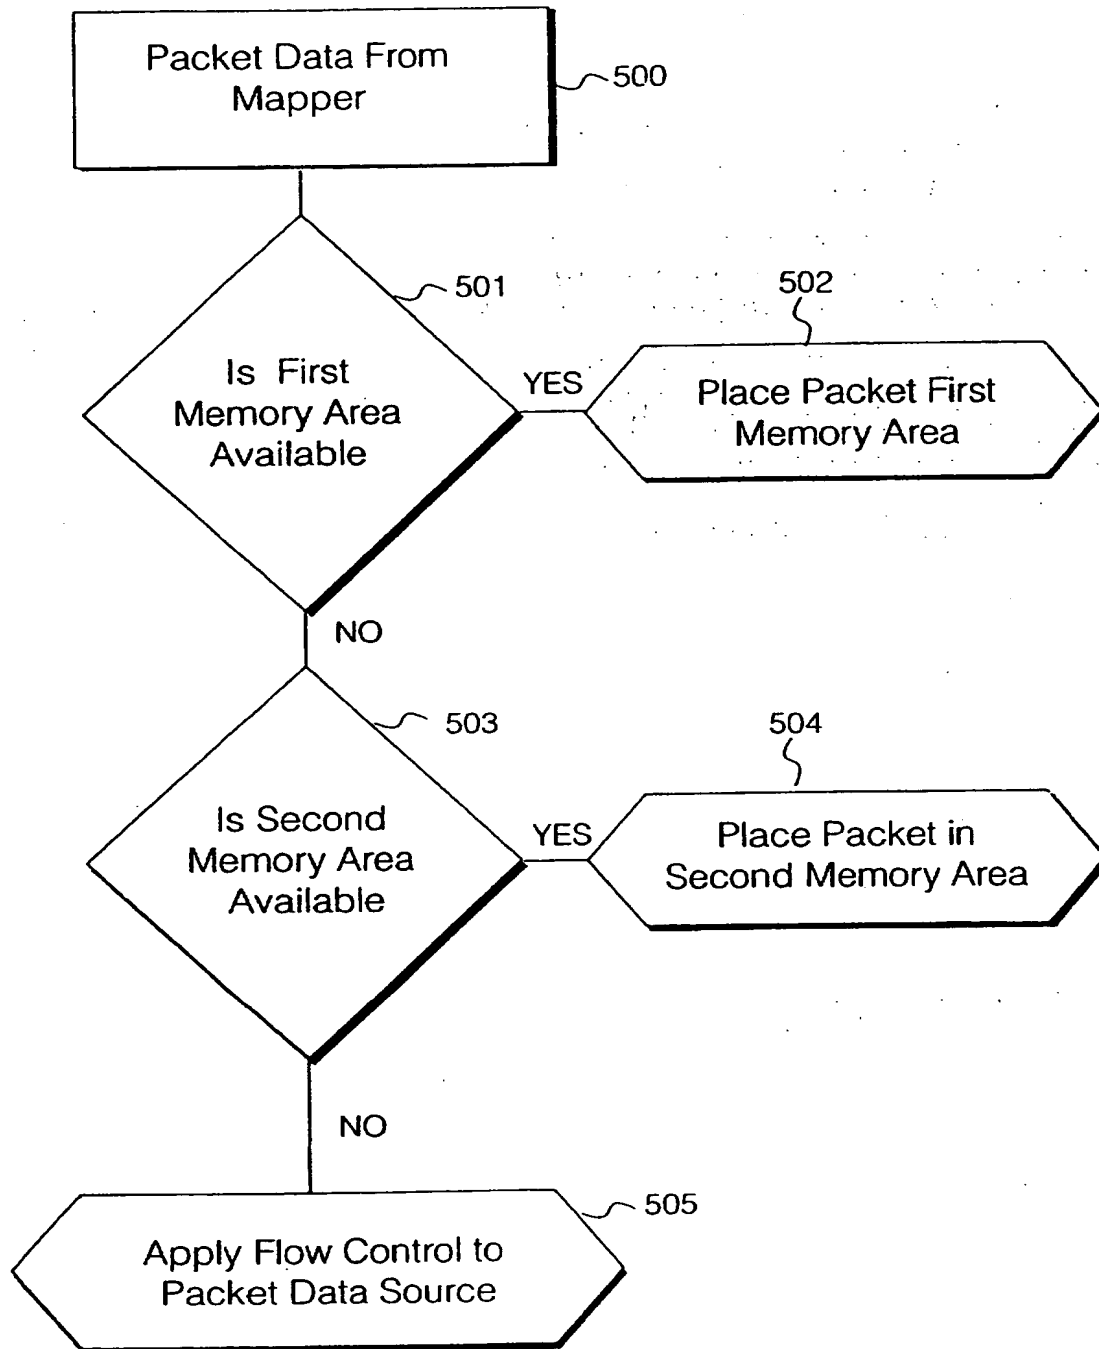 Packet Data From
Mapper
500
501
Is First
Memory Area
Available
YES
502
Place Packet First
Memory Area
NO
503
Is Second
Memory Area
Available
YES
504
Place Packet in
Second Memory Area
NO
505
Apply Flow Control to
Packet Data Source